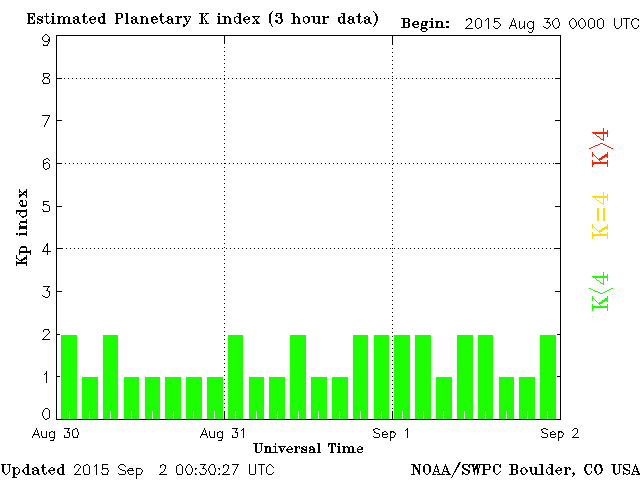 Estimated Planetary K index (3 hour data) Begin: 2015 Aug 30 0000 UTC
9
8
7
6
5
4
3
2
1
0
Kp index
K>4
K=4
K<4
Aug 30 Aug 31 Sep 1 Sep 2
Universal Time
Updated 2015 Sep 2 00:30:27 UTC NOAA/SWPC Boulder, CO USA